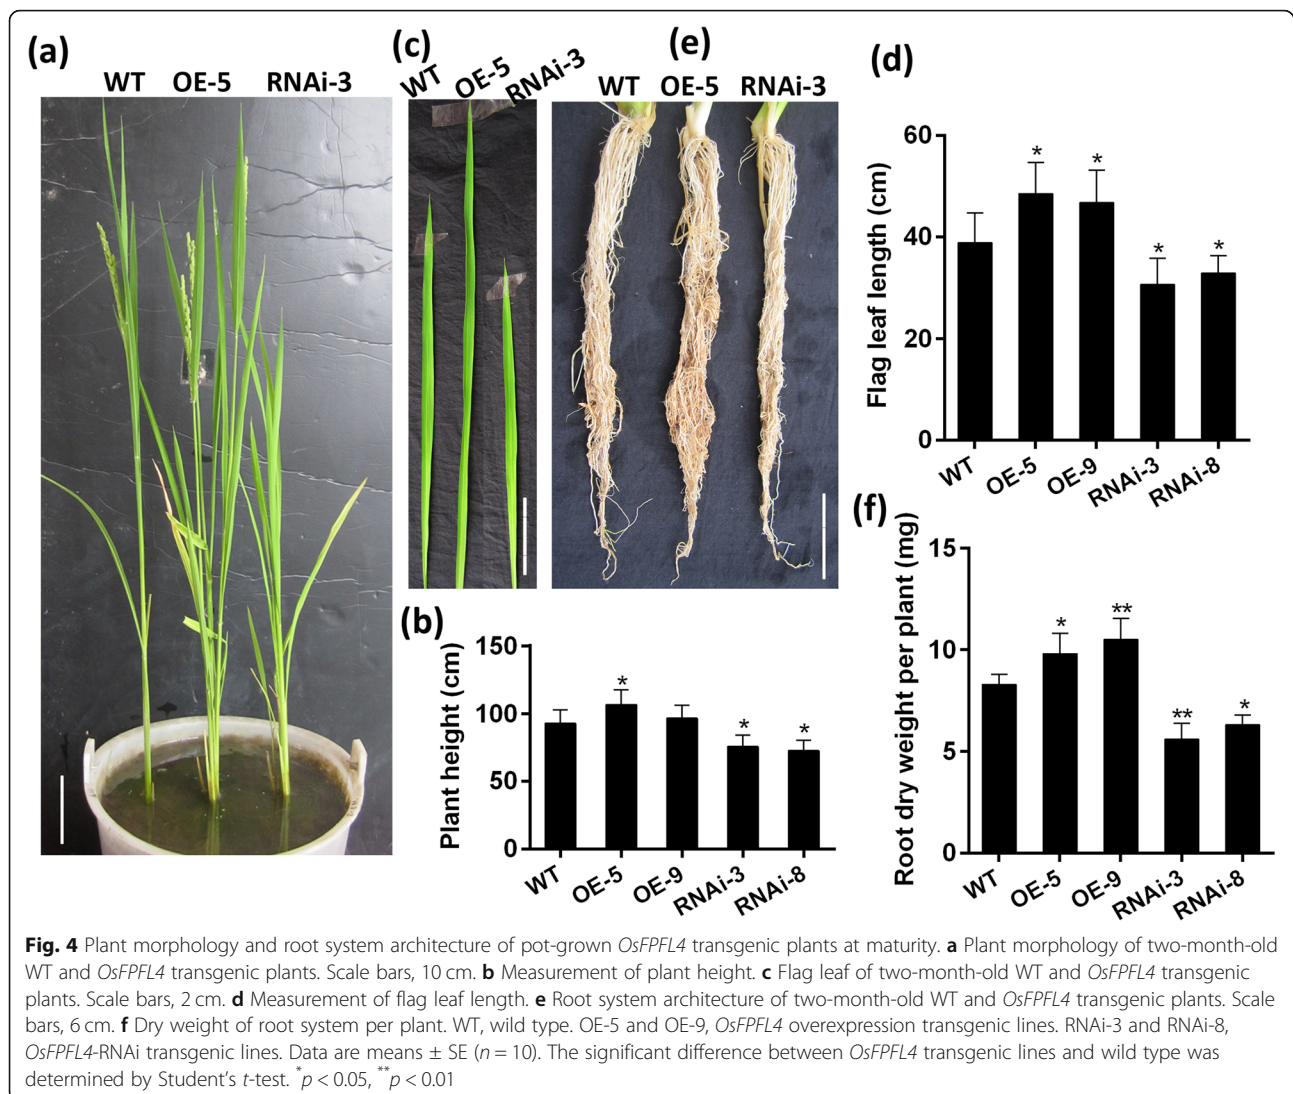 (a)
WT OE-5 RNAi-3
(c)
WT OE-5 RNAi-3
(e)
WT OE-5 RNAi-3
(d)
Flag leaf length (cm)
60
40
20
0
* * * *
WT OE-5 OE-9 RNAi-3 RNAi-8
(b)
Plant height (cm)
150
100
50
0
* * *
WT OE-5 OE-9 RNAi-3 RNAi-8
(f)
Root dry weight per plant (mg)
15
10
5
0
* ** ** *
WT OE-5 OE-9 RNAi-3 RNAi-8
Fig. 4 Plant morphology and root system architecture of pot-grown OsFPFL4 transgenic plants at maturity. a Plant morphology of two-month-old
WT and OsFPFL4 transgenic plants. Scale bars, 10 cm. b Measurement of plant height. c Flag leaf of two-month-old WT and OsFPFL4 transgenic
plants. Scale bars, 2 cm. d Measurement of flag leaf length. e Root system architecture of two-month-old WT and OsFPFL4 transgenic plants. Scale
bars, 6 cm. f Dry weight of root system per plant. WT, wild type. OE-5 and OE-9, OsFPFL4 overexpression transgenic lines. RNAi-3 and RNAi-8,
OsFPFL4-RNAi transgenic lines. Data are means ± SE (n = 10). The significant difference between OsFPFL4 transgenic lines and wild type was
determined by Student's t-test. *p < 0.05, **p < 0.01